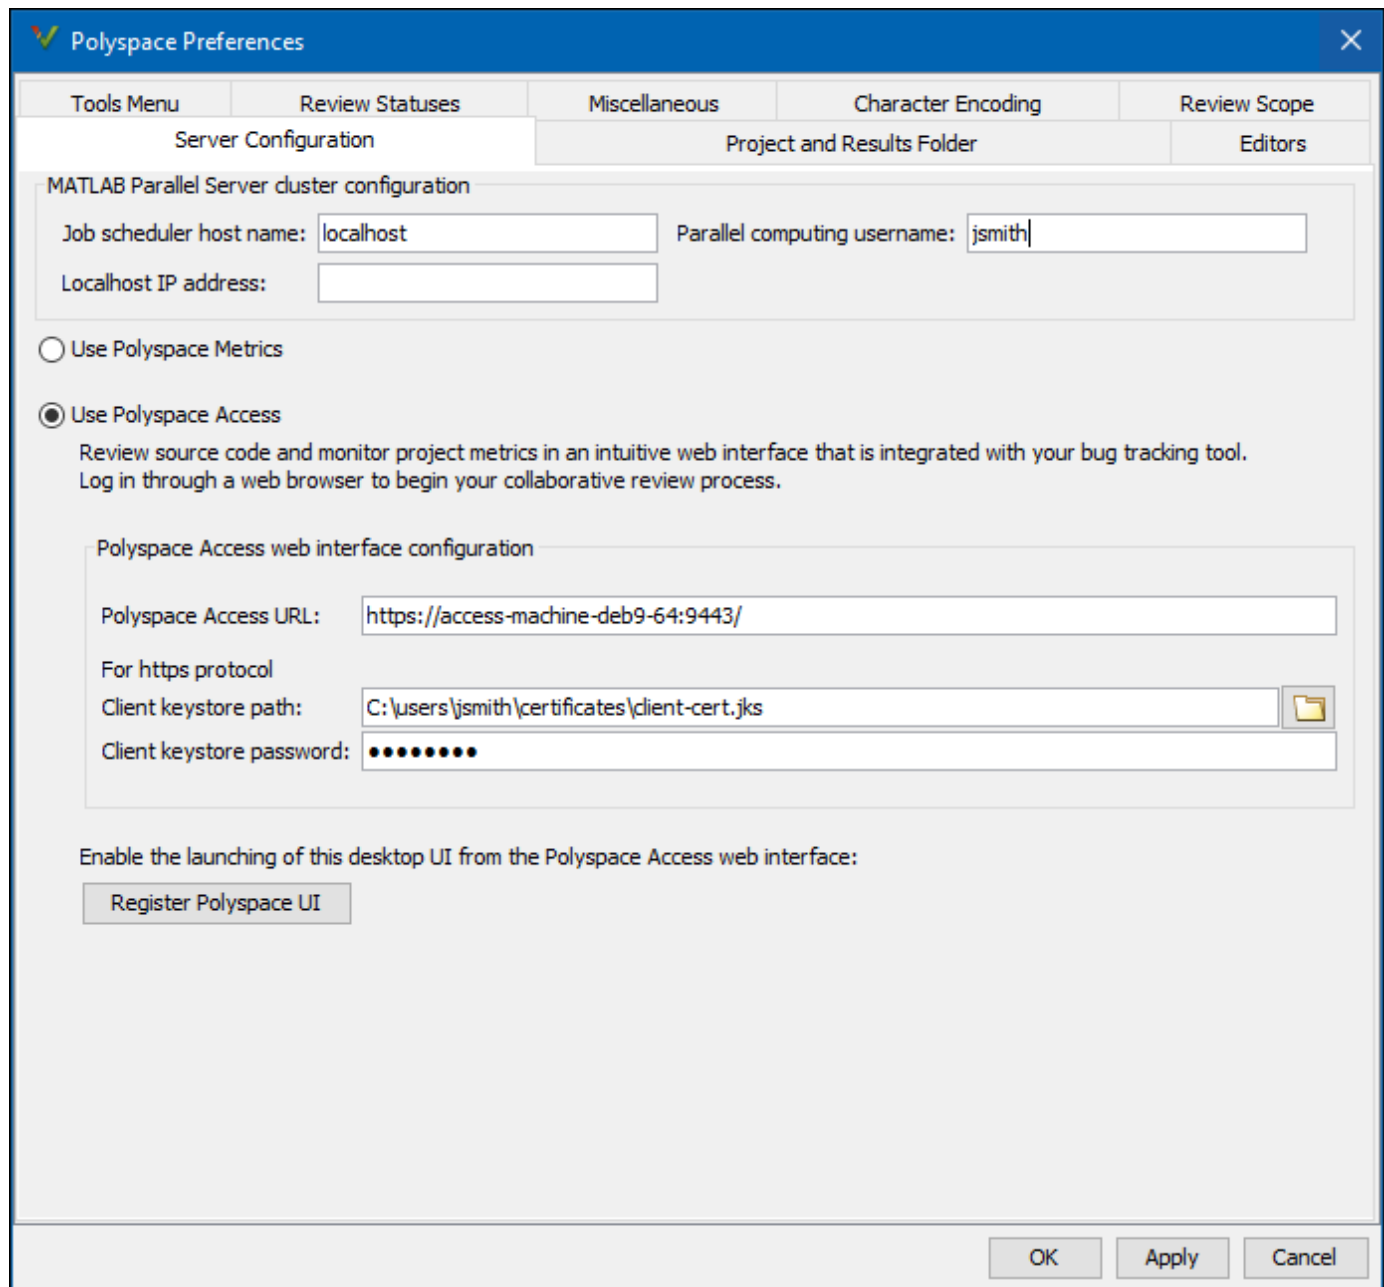 Polyspace Preferences
Tools Menu Review Statuses Miscellaneous Character Encoding Review Scope
Server Configuration Project and Results Folder Editors
MATLAB Parallel Server cluster configuration
Job scheduler host name: localhost Parallel computing username: jsmith
Localhost IP address:
Use Polyspace Metrics
Use Polyspace Access
Review source code and monitor project metrics in an intuitive web interface that is integrated with your bug tracking tool.
Log in through a web browser to begin your collaborative review process.
Polyspace Access web interface configuration
Polyspace Access URL: https://access-machine-deb9-64:9443/
For https protocol
Client keystore path: C:\users\jsmith\certificates\client-cert.jks
Client keystore password: ●●●●●●●●
Enable the launching of this desktop UI from the Polyspace Access web interface:
Register Polyspace UI
OK Apply Cancel